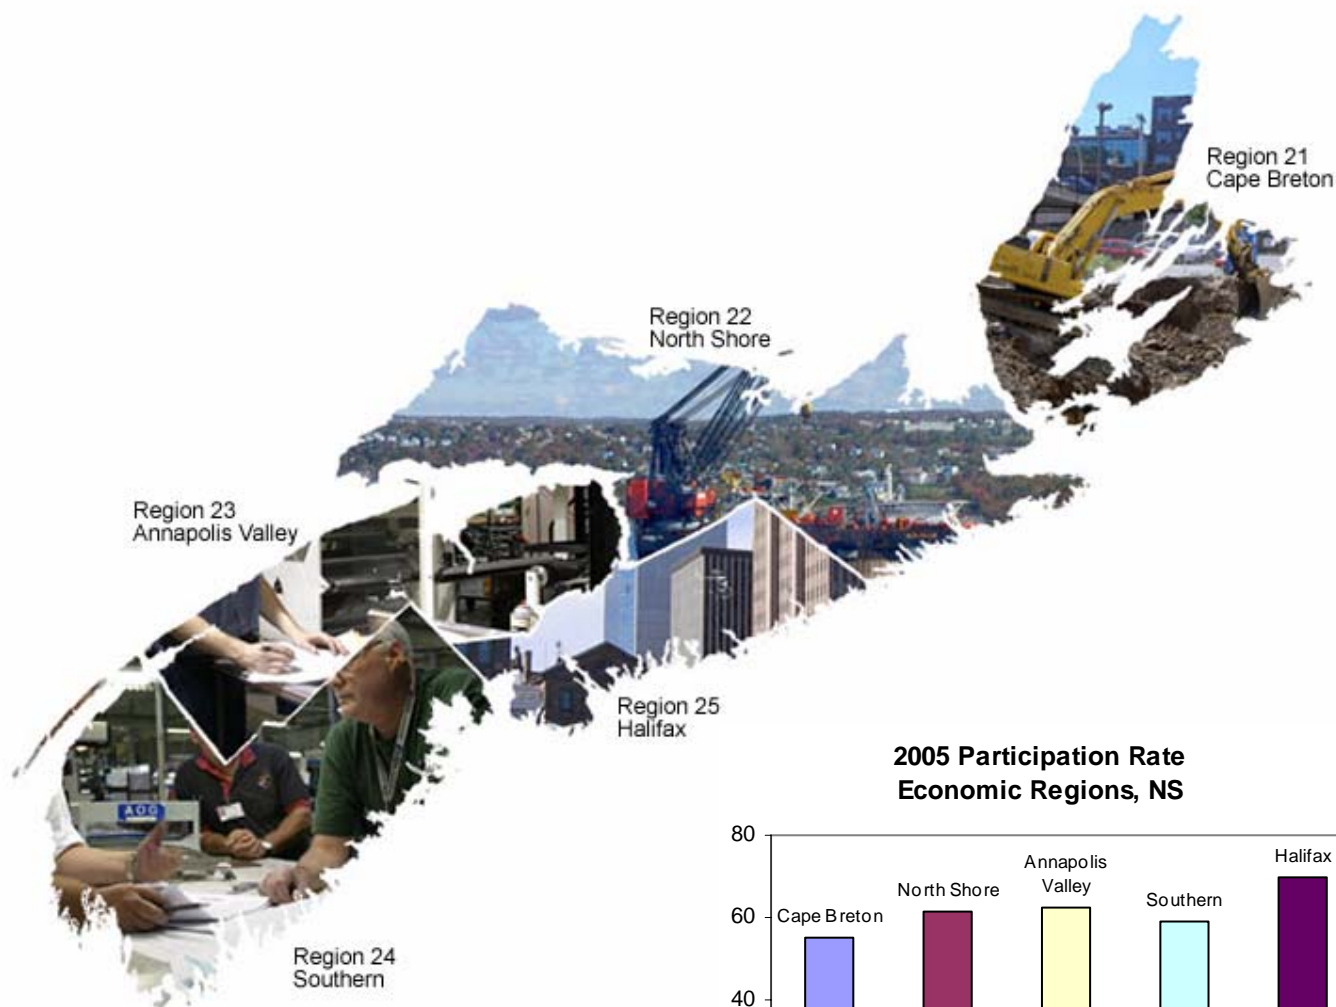 Region 21
Cape Breton
Region 22
North Shore
Region 23
Annapolis Valley
Region 25
Halifax
AOG
Region 24
Southern
2005 Participation Rate
Economic Regions, NS
80
60
40
Cape Breton
North Shore
Annapolis
Valley
Southern
Halifax